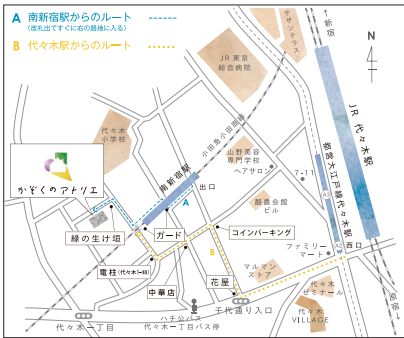 A 南新宿駅からのルート
(改札出てすぐに右の路地に入る)
B 代々木駅からのルート
新宿
サザンテラス
N
JR 東京
総合病院
小田急小田原線
JR 代々木駅
代々木
小学校
山野美容
専門学校
ヘアサロン
南新宿駅
出口
7-11
都営大江戸線代々木駅
かぞくのアトリエ
A
酪農会館
ビル
A3
緑の生け垣
ガード
コインパーキング
ファミリー
マート
A2
西口
電柱(代々木1-48)
B
マルマン
ストア
原宿
中華店
花屋
代々木
ゼミナール
千代通り入口
代々木一丁目
ハチ公バス
代々木一丁目バス停
代々木
VILLAGE